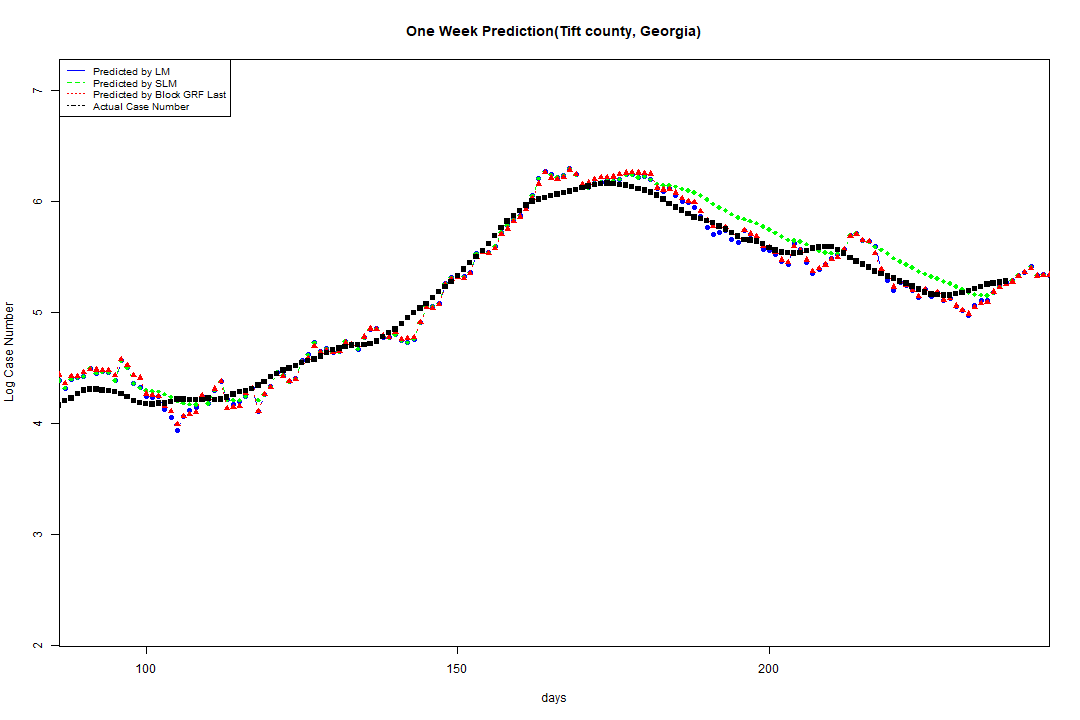 One Week Prediction(Tift county, Georgia)
Predicted by LM
Predicted by SLM
Predicted by Block GRF Last
Actual Case Number
7
6
5
4
3
2
Log Case Number
100 150 200
days